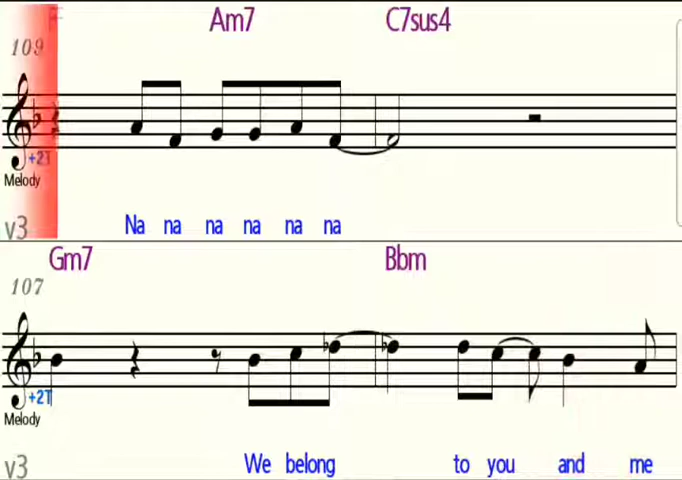 Am7 C7sus4
109
+2T
Melody
v3 Na na na na na na
Gm7 Bbm
107
+2T
Melody
v3 We belong to you and me